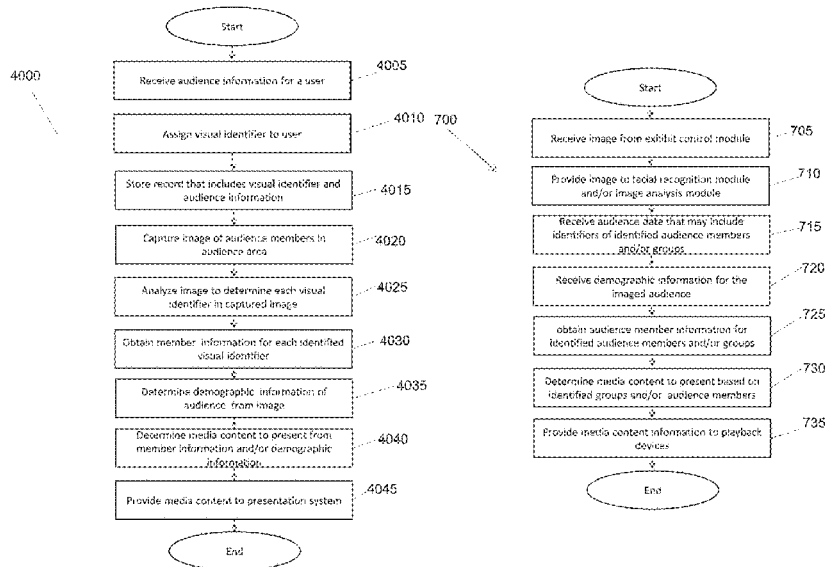 4000
Start
Receive audience information for a user
4005
Assign visual identifier to user
4010
Store record that includes visual identifier and
audience information
4015
Capture image of audience members in
audience area
4020
Analyze image to determine each visual
identifier in captured image
4025
Obtain member information for each identified
visual identifier
4030
Determine demographic information of
audience from image
4035
Determine media content to present from
member information and/or demographic
information
4040
Provide media content to presentation system
4045
End
700
Start
Receive image from exhibit control module
705
Provide image to facial recognition module
and/or image analysis module
710
Receive audience date that may include
identifiers of identified audience members
and/or groups
715
Receive demographic information for the
imaged audience
720
obtain audience member information for
identified audience members and/or groups
725
Determine media content to present based on
identified groups and/or audience members
730
Provide media content information to playback
devices
735
End